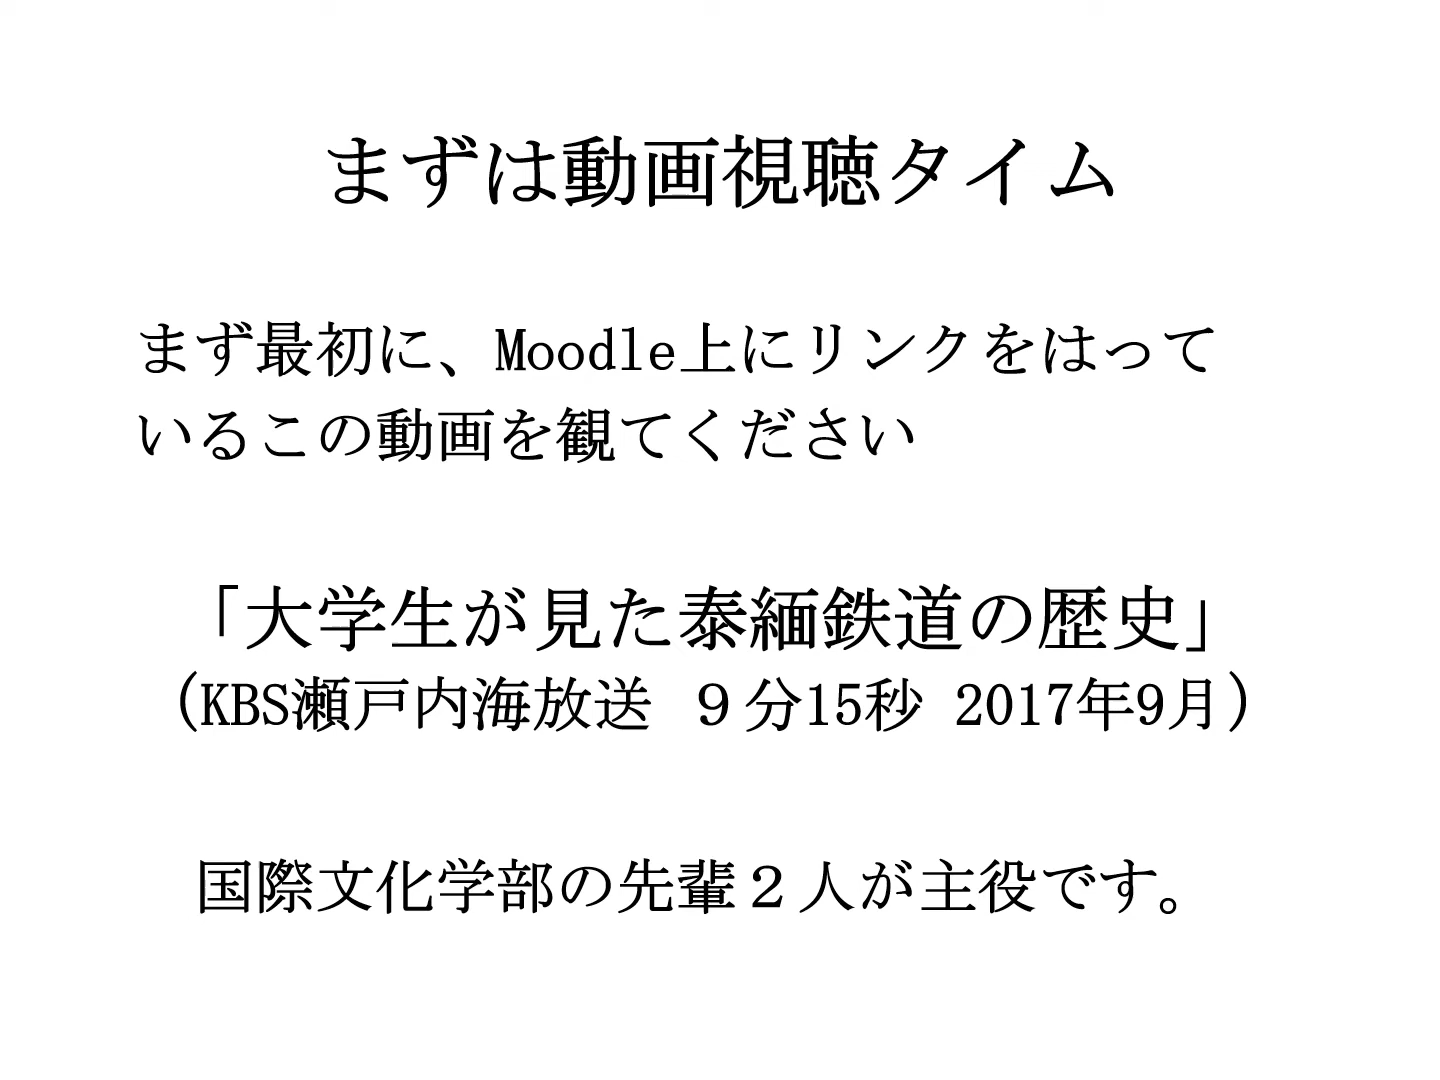 まずは動画視聴タイム
まず最初に、Moodle上にリンクをはって
いるこの動画を観てください
「大学生が見た泰緬鉄道の歴史」
(KBS瀬戸内海放送　９分15秒 2017年9月)
国際文化学部の先輩２人が主役です。